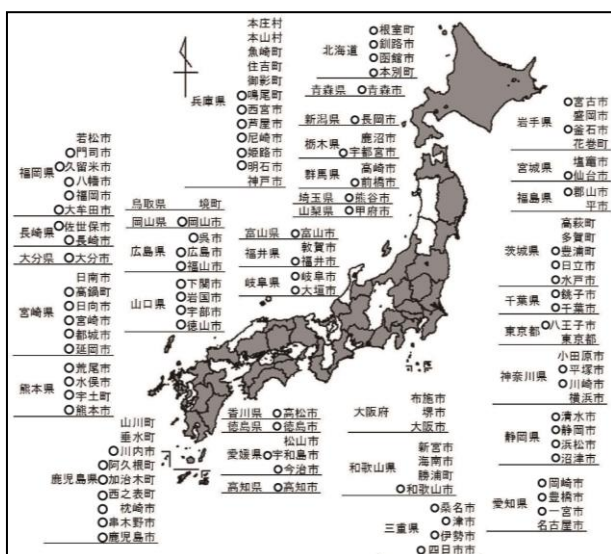 兵庫県
本庄村
本山村
魚崎町
住吉町
御影町
○鳴尾町
○西宮市
○芦屋市
○尼崎市
○姫路市
○明石市
神戸市
北海道
○根室町
○釧路市
○函館市
○本別町
青森県 ○青森市
新潟県 ○長岡市
栃木県
鹿沼市
○宇都宮市
群馬県
高崎市
○前橋市
埼玉県 ○熊谷市
山梨県 ○甲府市
岩手県
○宮古市
盛岡市
○釜石市
花巻町
宮城県
塩竈市
○仙台市
福島県
○郡山市
平市
茨城県
高萩町
多賀町
○豊浦町
○日立市
○水戸市
千葉県
○銚子市
○千葉市
東京都
○八王子市
東京都
神奈川県
小田原市
○平塚市
○川崎市
横浜市
静岡県
○清水市
○静岡市
○浜松市
○沼津市
愛知県
○岡崎市
○豊橋市
○一宮市
名古屋市
福岡県
若松市
○門司市
○久留米市
○八幡市
○福岡市
○大牟田市
長崎県
○佐世保市
○長崎市
大分県 ○大分市
宮崎県
日南市
○高鍋町
○日向市
○宮崎市
○都城市
○延岡市
熊本県
○荒尾市
○水俣市
○宇土町
○熊本市
鹿児島県
山川町
垂水町
○川内市
○阿久根町
○加治木町
○西之表町
○枕崎市
○串木野市
○鹿児島市
鳥取県 境町
岡山県 ○岡山市
広島県
○呉市
○広島市
○福山市
山口県
○下関市
○岩国市
○宇部市
○徳山市
富山県 ○富山市
福井県
敦賀市
○福井市
岐阜県
○岐阜市
○大垣市
香川県 ○高松市
徳島県 ○徳島市
愛媛県
松山市
○宇和島市
○今治市
高知県 ○高知市
大阪府
布施市
堺市
大阪市
和歌山県
新宮市
海南市
勝浦町
○和歌山市
三重県
○桑名市
○津市
○伊勢市
○四日市市